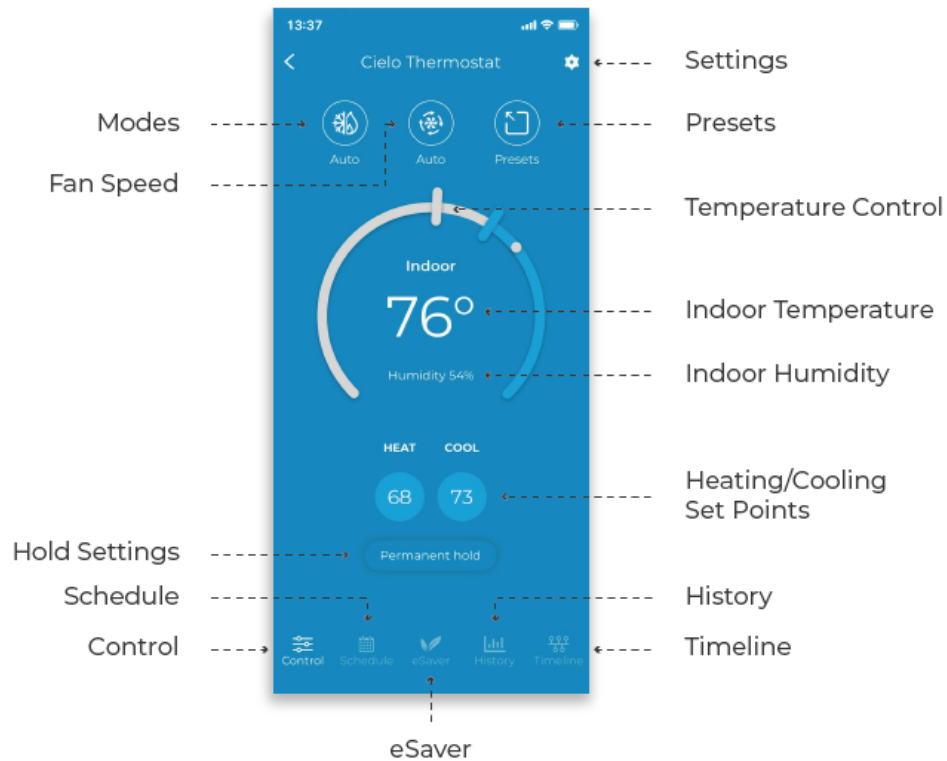 13:37
Cielo Thermostat
Settings
Modes
Presets
Auto
Auto
Presets
Fan Speed
Temperature Control
Indoor
76°
Indoor Temperature
Humidity 54%
Indoor Humidity
HEAT COOL
68 73
Heating/Cooling
Set Points
Hold Settings
Permanent hold
Schedule
History
Control
Timeline
Control Schedule eSaver History Timeline
eSaver